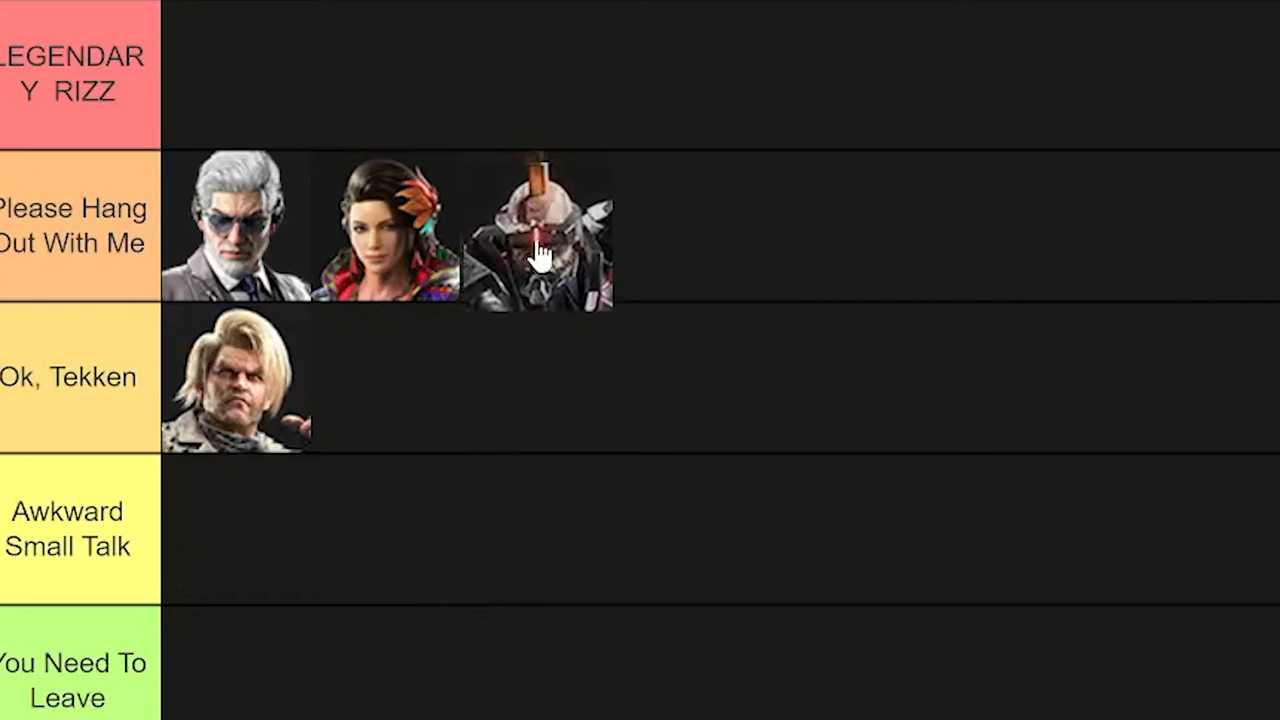 LEGENDAR
Y RIZZ
Please Hang
Out With Me
Ok, Tekken
Awkward
Small Talk
You Need To
Leave